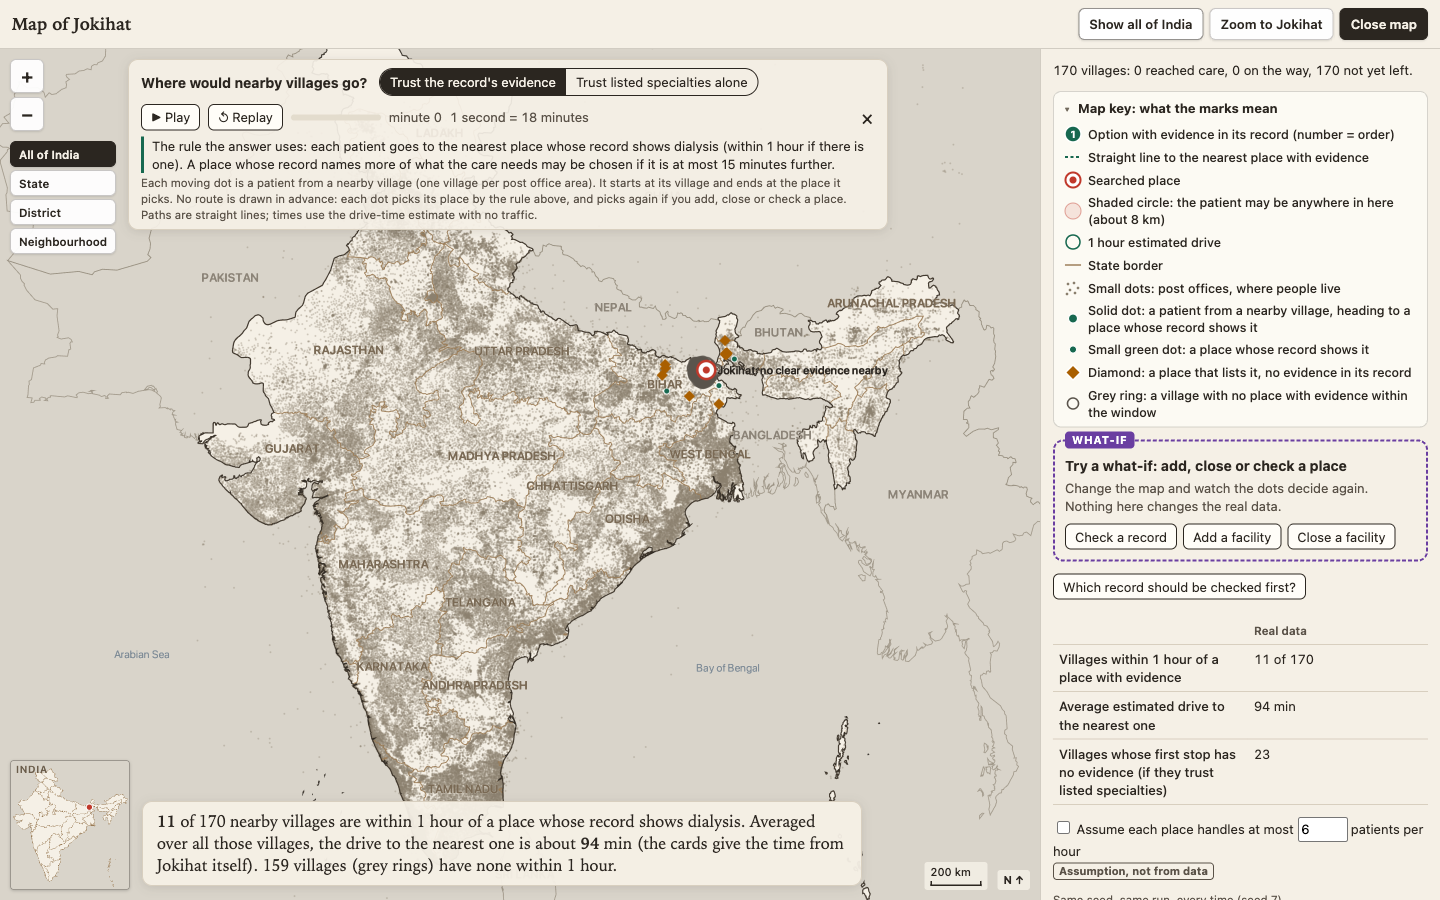 Map of Jokihat
Show all of India
Zoom to Jokihat
Close map
+
−
All of India
State
District
Neighbourhood
Where would nearby villages go?
Trust the record's evidence
Trust listed specialties alone
▶ Play
↺ Replay
minute 0 1 second = 18 minutes
×
The rule the answer uses: each patient goes to the nearest place whose record shows dialysis (within 1 hour if there is
one). A place whose record names more of what the care needs may be chosen if it is at most 15 minutes further.
Each moving dot is a patient from a nearby village (one village per post office area). It starts at its village and ends at the place it
picks. No route is drawn in advance: each dot picks its place by the rule above, and picks again if you add, close or check a place.
Paths are straight lines; times use the drive-time estimate with no traffic.
LADAKH
PAKISTAN
NEPAL
BHUTAN
ARUNACHAL PRADESH
RAJASTHAN
UTTAR PRADESH
BIHAR
Jokihat: no clear evidence nearby
GUJARAT
MADHYA PRADESH
BANGLADESH
WEST BENGAL
CHHATTISGARH
MYANMAR
ODISHA
MAHARASHTRA
TELANGANA
Arabian Sea
KARNATAKA
Bay of Bengal
ANDHRA PRADESH
TAMIL NADU
INDIA
11 of 170 nearby villages are within 1 hour of a place whose record shows dialysis. Averaged
over all those villages, the drive to the nearest one is about 94 min (the cards give the time from
Jokihat itself). 159 villages (grey rings) have none within 1 hour.
200 km
N ↑
170 villages: 0 reached care, 0 on the way, 170 not yet left.
▾ Map key: what the marks mean
1 Option with evidence in its record (number = order)
Straight line to the nearest place with evidence
Searched place
Shaded circle: the patient may be anywhere in here
(about 8 km)
1 hour estimated drive
State border
Small dots: post offices, where people live
Solid dot: a patient from a nearby village, heading to a
place whose record shows it
Small green dot: a place whose record shows it
Diamond: a place that lists it, no evidence in its record
Grey ring: a village with no place with evidence within
the window
WHAT-IF
Try a what-if: add, close or check a place
Change the map and watch the dots decide again.
Nothing here changes the real data.
Check a record
Add a facility
Close a facility
Which record should be checked first?
Real data
Villages within 1 hour of a
place with evidence
11 of 170
Average estimated drive to
the nearest one
94 min
Villages whose first stop has
no evidence (if they trust
listed specialties)
23
Assume each place handles at most 6 patients per
hour
Assumption, not from data
Same seed, same run, every time (seed 7)